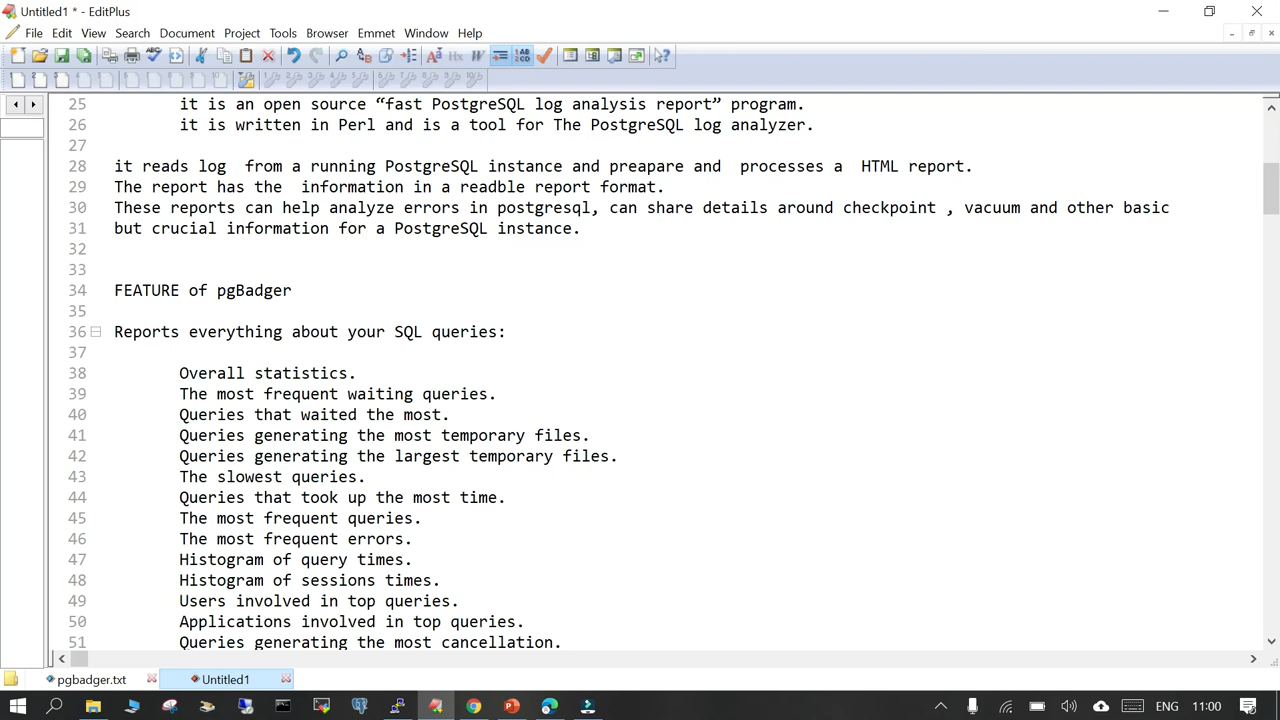 Untitled1 * - EditPlus
File Edit View Search Document Project Tools Browser Emmet Window Help
25 it is an open source “fast PostgreSQL log analysis report” program.
26 it is written in Perl and is a tool for The PostgreSQL log analyzer.
27
28 it reads log  from a running PostgreSQL instance and preapare and  processes a  HTML report.
29 The report has the  information in a readble report format.
30 These reports can help analyze errors in postgresql, can share details around checkpoint , vacuum and other basic
31 but crucial information for a PostgreSQL instance.
32
33
34 FEATURE of pgBadger
35
36 Reports everything about your SQL queries:
37
38 Overall statistics.
39 The most frequent waiting queries.
40 Queries that waited the most.
41 Queries generating the most temporary files.
42 Queries generating the largest temporary files.
43 The slowest queries.
44 Queries that took up the most time.
45 The most frequent queries.
46 The most frequent errors.
47 Histogram of query times.
48 Histogram of sessions times.
49 Users involved in top queries.
50 Applications involved in top queries.
51 Queries generating the most cancellation.
pgbadger.txt Untitled1
ENG 11:00